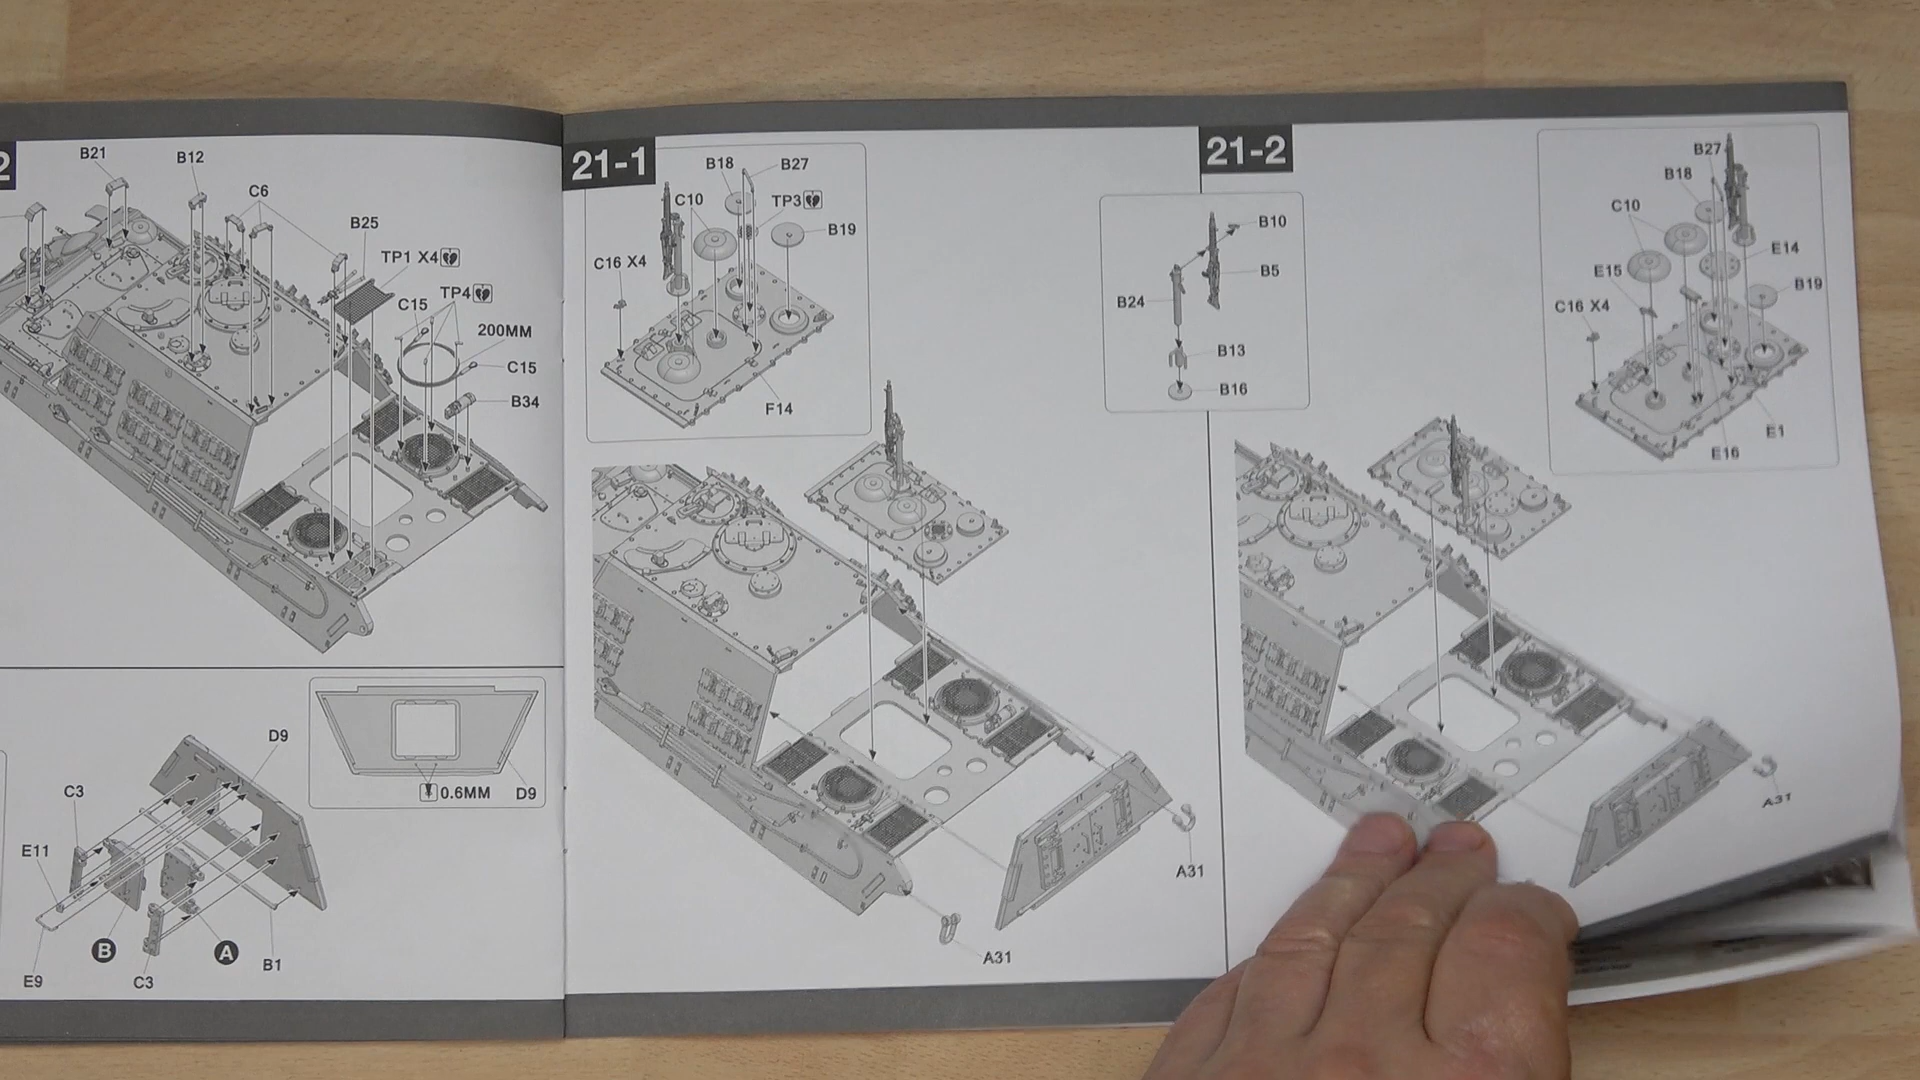 2
B21
B12
C6
B25
TP1 X4
TP4
C15
200MM
C15
B34
D9
0.6MM
D9
C3
E11
B
A
B1
E9
C3
21-1
B18
B27
C10
TP3
B19
C16 X4
F14
A31
A31
B10
B5
B24
B13
B16
21-2
B27
B18
C10
E14
E15
B19
C16 X4
E1
E16
A31